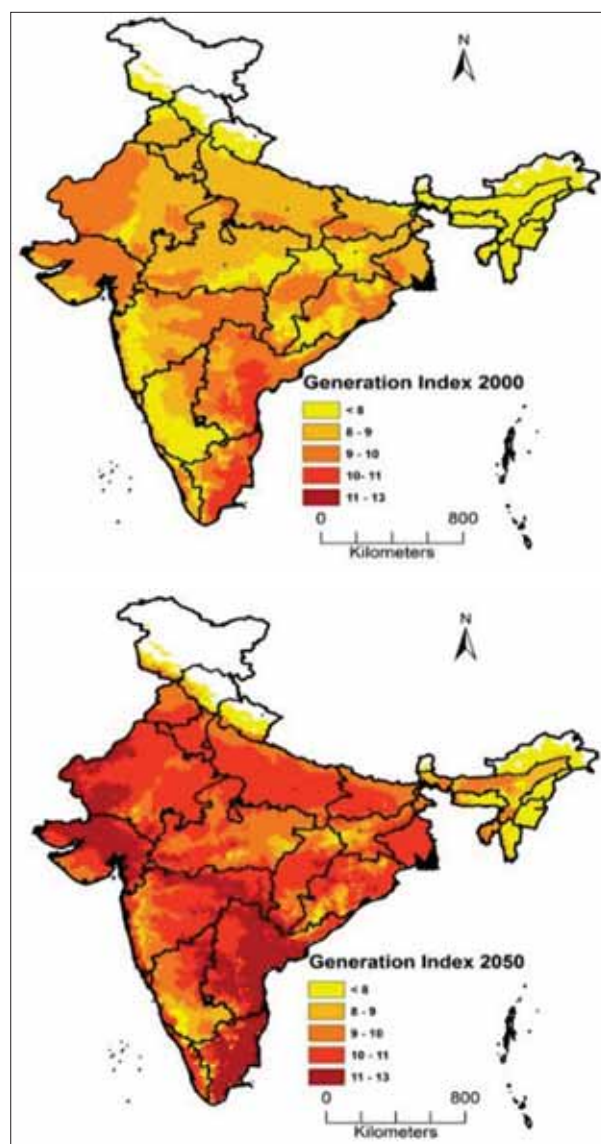 N
Generation Index 2000
< 8
8 - 9
9 - 10
10 - 11
11 - 13
0 800
Kilometers
N
Generation Index 2050
< 8
8 - 9
9 - 10
10 - 11
11 - 13
0 800
Kilometers